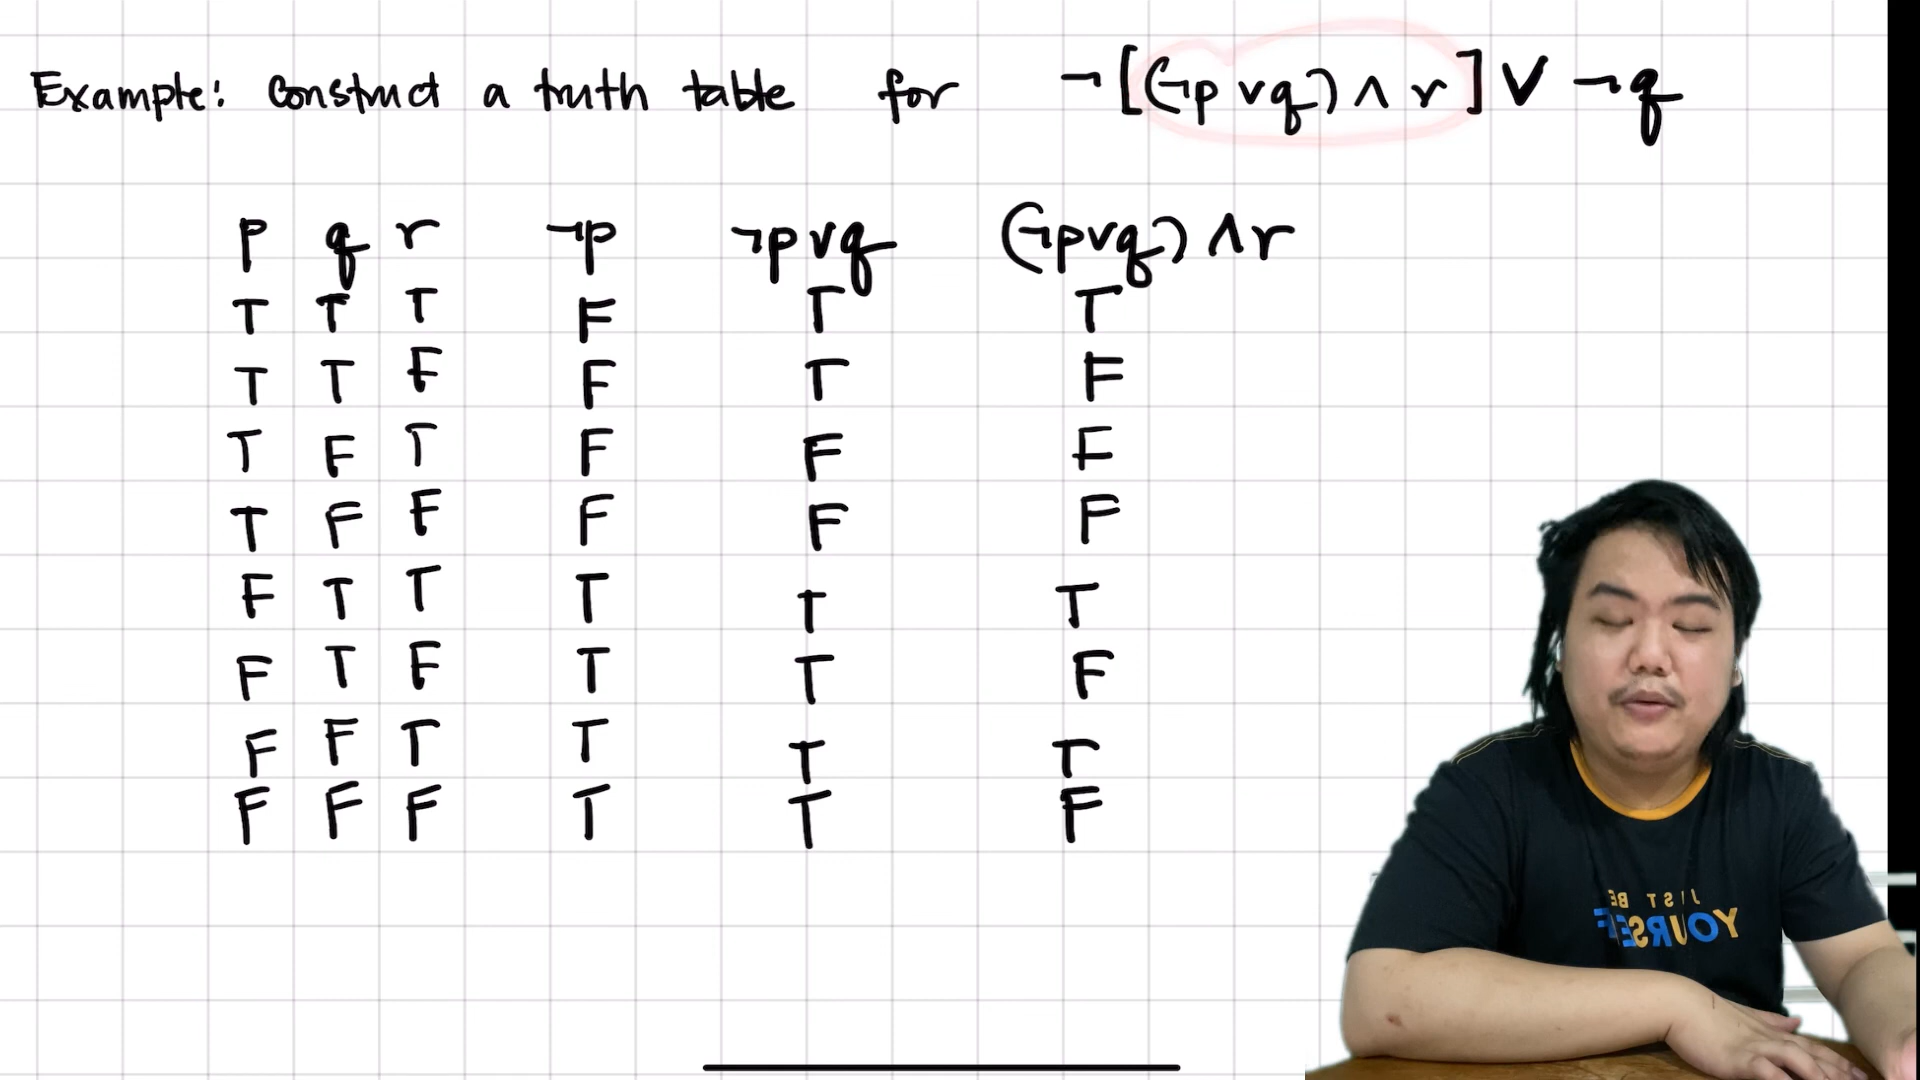 Example: construct a truth table for ¬[(¬p ∨ q) ∧ r] ∨ ¬q
p q r ¬p ¬p∨q (¬p∨q) ∧ r
T T T F T T
T T F F T F
T F T F F F
T F F F F F
F T T T T T
F T F T T F
F F T T T T
F F F T T F
JUST BE
YOURSELF